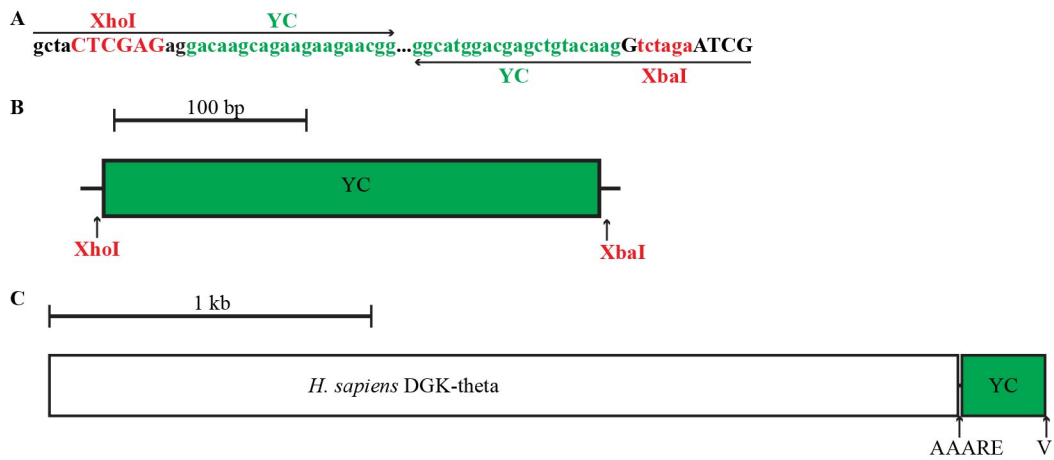 A
XhoI YC
gctaCTCGAGaggacaagcagaagaagaacgg...ggcatggacgagctgtacaagGtctagaATCG
YC XbaI
B
100 bp
YC
XhoI
XbaI
C
1 kb
H. sapiens DGK-theta
YC
AAARE V